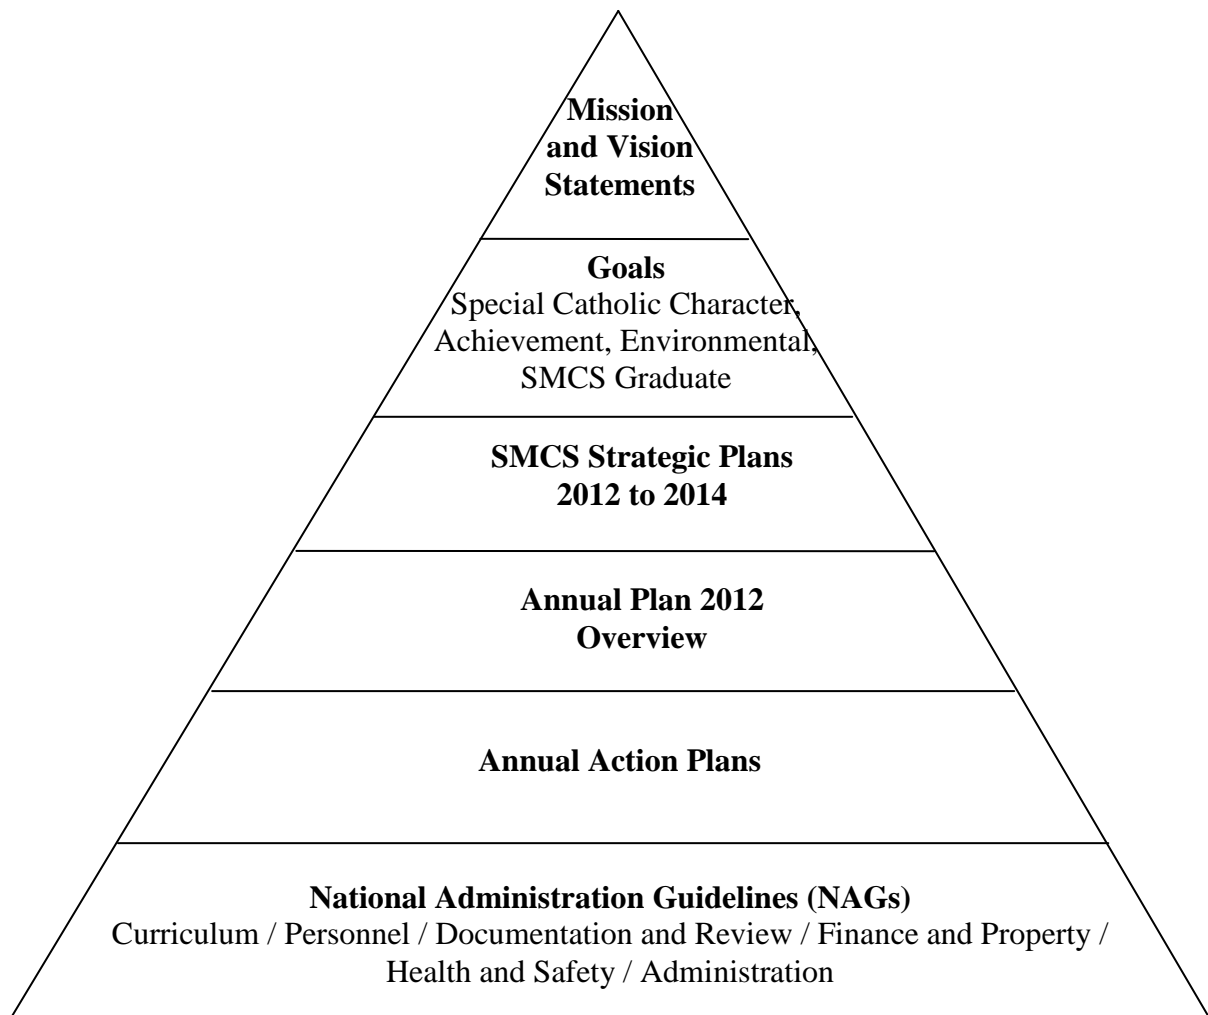 Mission
and Vision
Statements
Goals
Special Catholic Character,
Achievement, Environmental,
SMCS Graduate
SMCS Strategic Plans
2012 to 2014
Annual Plan 2012
Overview
Annual Action Plans
National Administration Guidelines (NAGs)
Curriculum / Personnel / Documentation and Review / Finance and Property /
Health and Safety / Administration